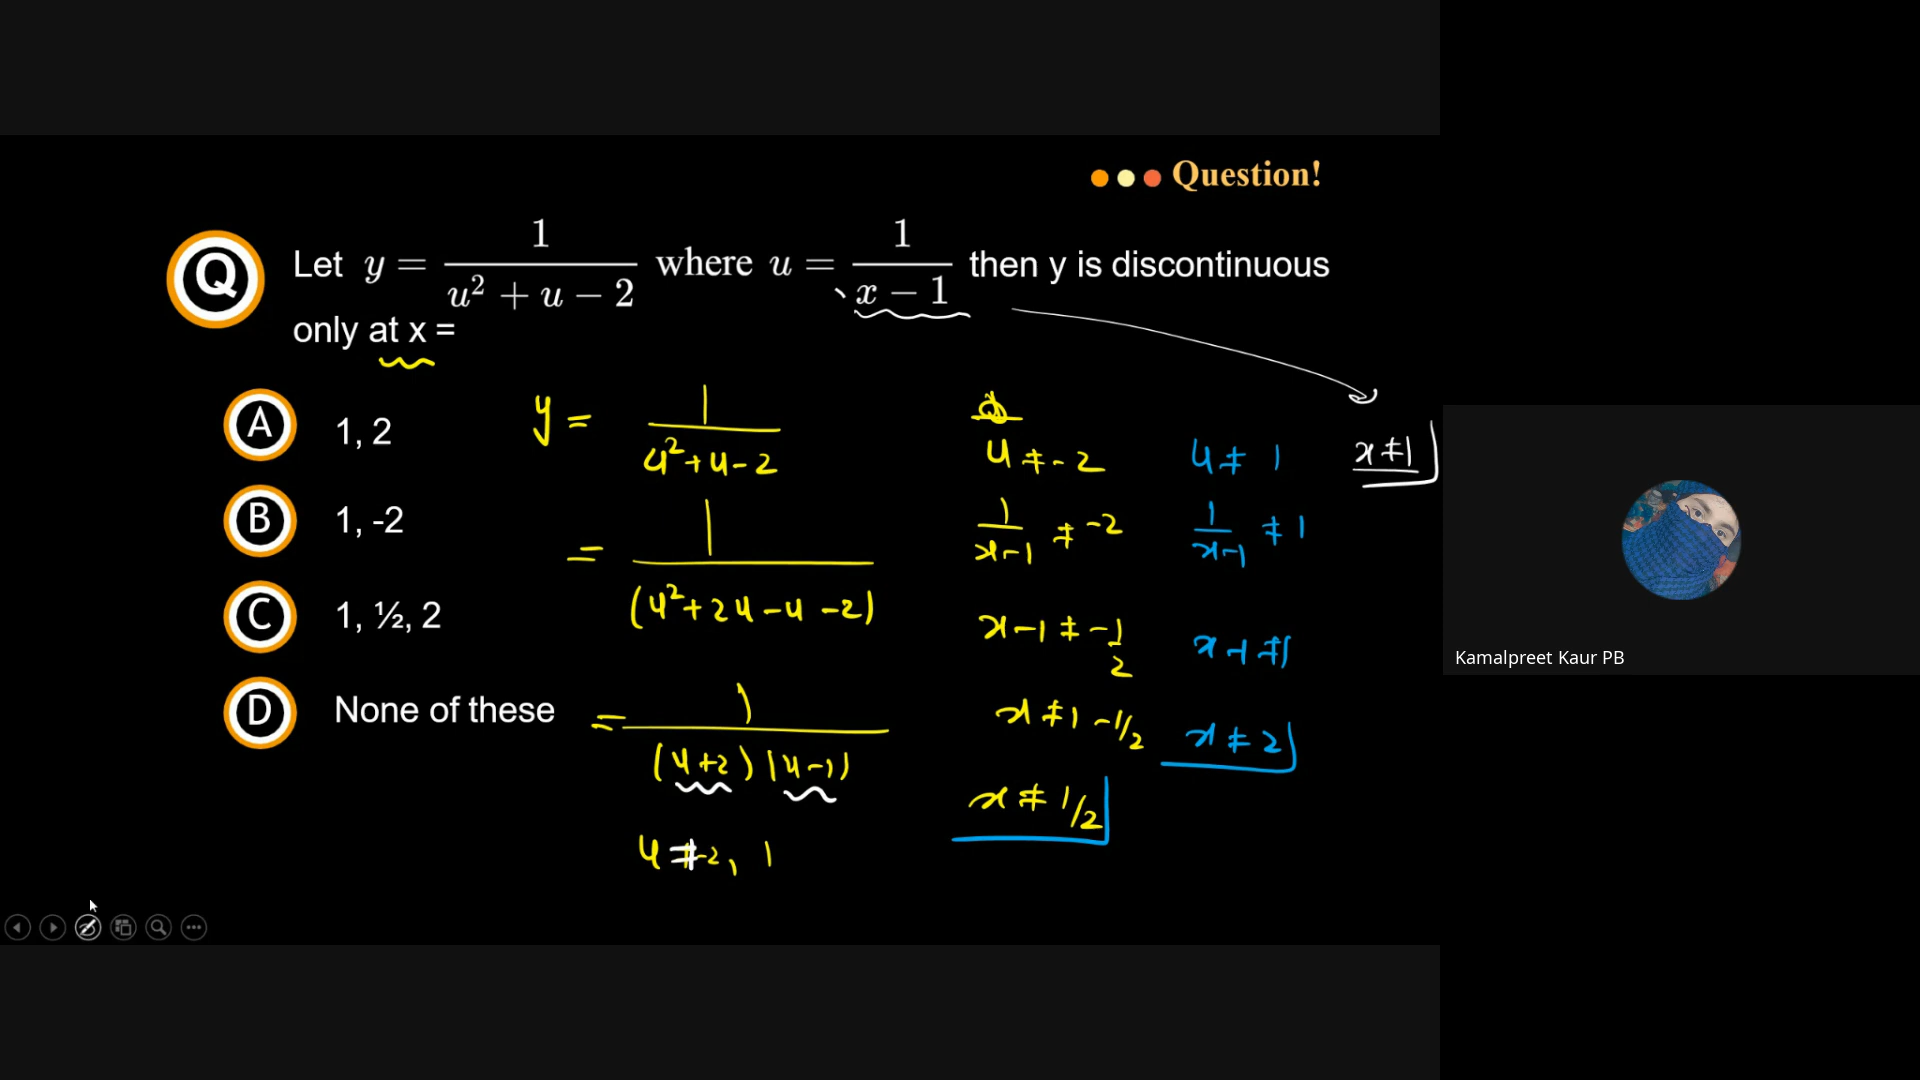 Question!
Q
Let y = 1/(u² + u − 2) where u = 1/(x − 1) then y is discontinuous
only at x =
A 1, 2
B 1, -2
C 1, ½, 2
D None of these
y = 1/(u²+u-2)
= 1/(u²+2u-u-2)
= 1/((u+2)(u-1))
u ≠ -2, 1
u ≠ -2
1/(x-1) ≠ -2
x-1 ≠ -1/2
x ≠ 1 - 1/2
x ≠ 1/2
u ≠ 1
1/(x-1) ≠ 1
x-1 ≠ 1
x ≠ 2
x ≠ 1
Kamalpreet Kaur PB